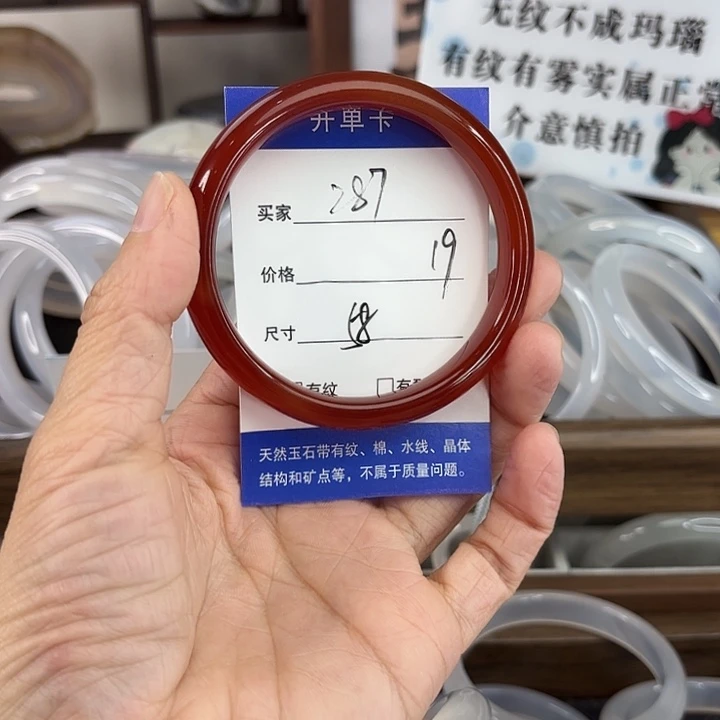 无纹不成玛瑙
有纹有雾实属正常
介意慎拍
开单卡
买家 287
价格 19
尺寸 58
有纹 有
天然玉石带有纹、棉、水线、晶体
结构和矿点等，不属于质量问题。